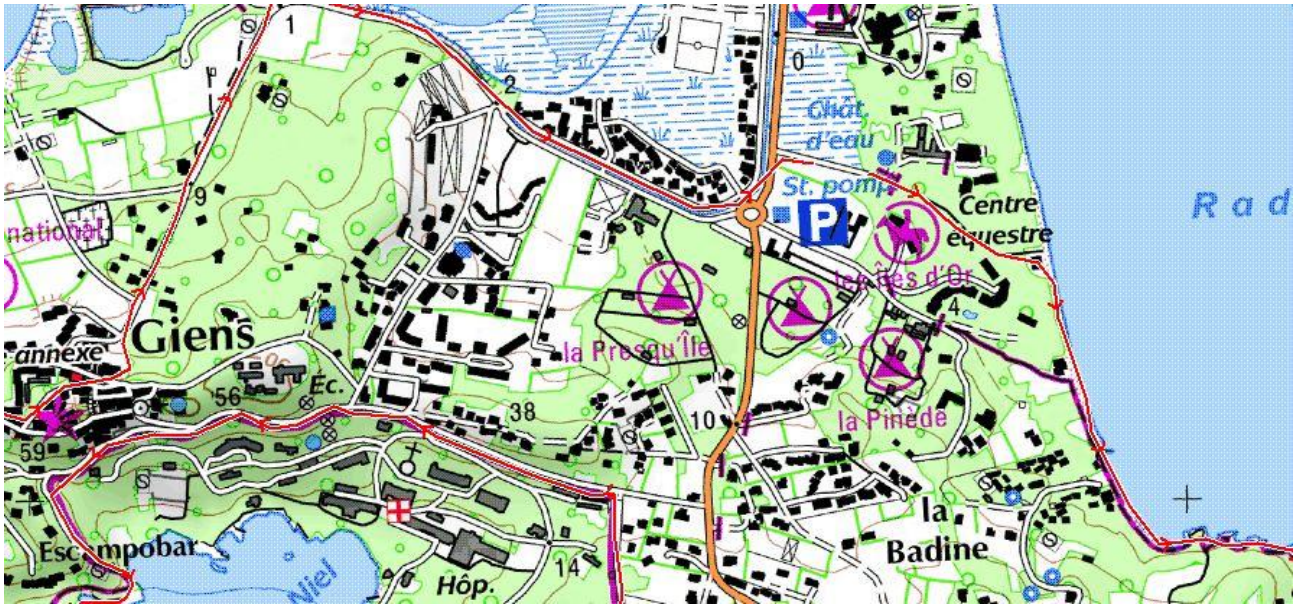 1
2
0
Chât.
d'eau
St. pomp
P
Rad
9
national
Centre
équestre
les îles d'Or
4
Giens
annexe
la Presqu'Île
Éc.
56
38
10
la Pinède
59
la
Badine
Escampobar
Niel
Hôp.
14